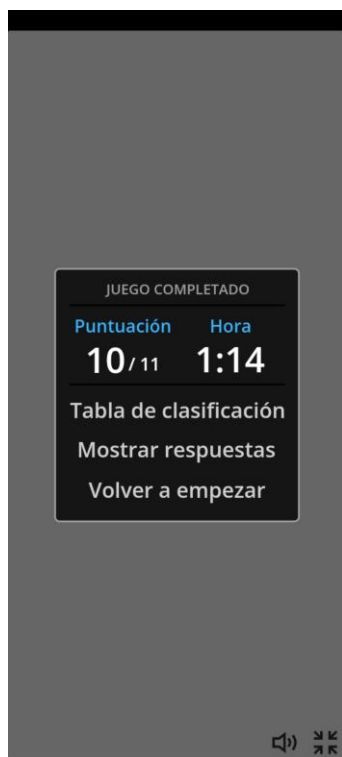 JUEGO COMPLETADO
Puntuación Hora
10/11 1:14
Tabla de clasificación
Mostrar respuestas
Volver a empezar